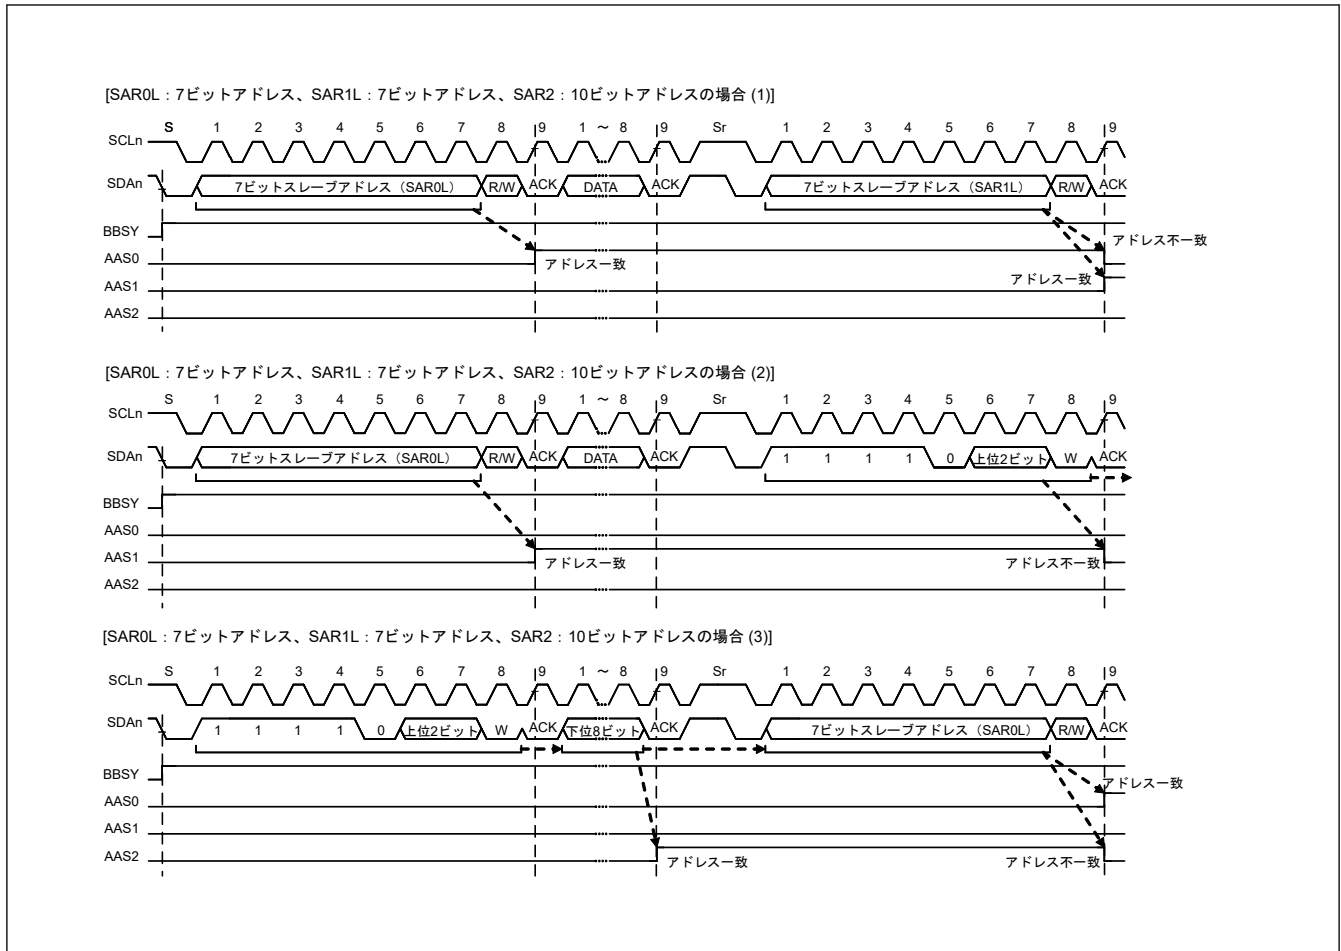 [SAR0L：7ビットアドレス、SAR1L：7ビットアドレス、SAR2：10ビットアドレスの場合 (1)]
S 1 2 3 4 5 6 7 8 9 1 ～ 8 9 Sr 1 2 3 4 5 6 7 8 9
SCLn
SDAn 7ビットスレーブアドレス（SAR0L） R/W ACK DATA ACK 7ビットスレーブアドレス（SAR1L） R/W ACK
BBSY
アドレス不一致
AAS0 アドレス一致
AAS1 アドレス一致
AAS2
[SAR0L：7ビットアドレス、SAR1L：7ビットアドレス、SAR2：10ビットアドレスの場合 (2)]
S 1 2 3 4 5 6 7 8 9 1 ～ 8 9 Sr 1 2 3 4 5 6 7 8 9
SCLn
SDAn 7ビットスレーブアドレス（SAR0L） R/W ACK DATA ACK 1 1 1 1 0 上位2ビット W ACK
BBSY
AAS0
AAS1 アドレス一致 アドレス不一致
AAS2
[SAR0L：7ビットアドレス、SAR1L：7ビットアドレス、SAR2：10ビットアドレスの場合 (3)]
S 1 2 3 4 5 6 7 8 9 1 ～ 8 9 Sr 1 2 3 4 5 6 7 8 9
SCLn
SDAn 1 1 1 1 0 上位2ビット W ACK 下位8ビット ACK 7ビットスレーブアドレス（SAR0L） R/W ACK
BBSY
アドレス一致
AAS0
AAS1
AAS2 アドレス一致 アドレス不一致